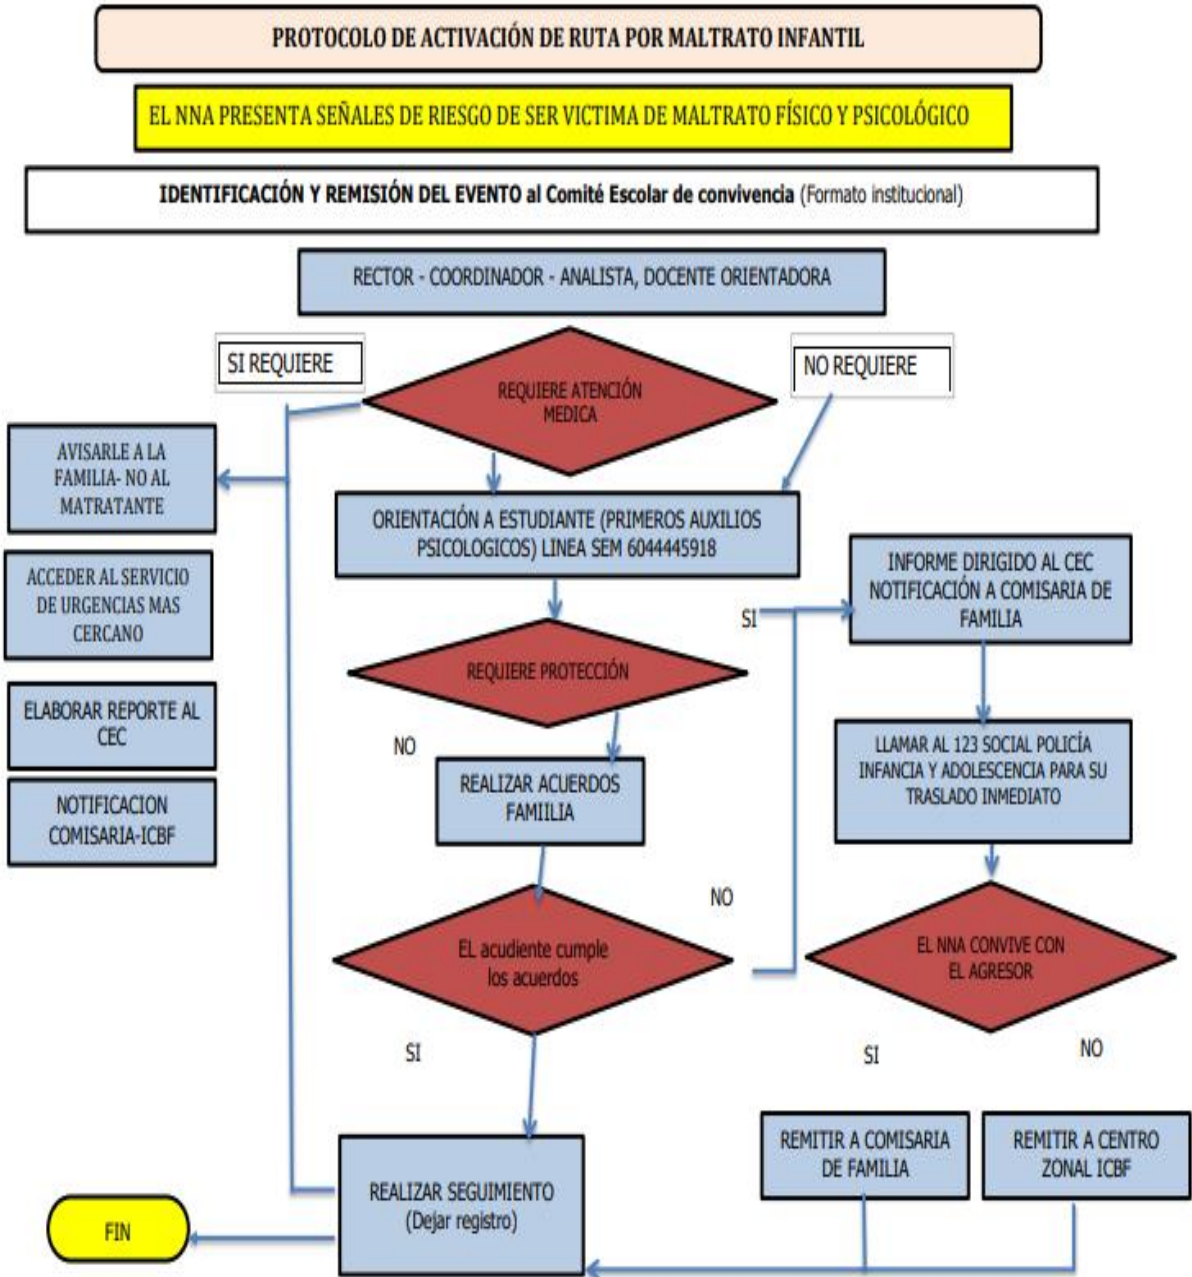 PROTOCOLO DE ACTIVACIÓN DE RUTA POR MALTRATO INFANTIL
EL NNA PRESENTA SEÑALES DE RIESGO DE SER VICTIMA DE MALTRATO FÍSICO Y PSICOLÓGICO
IDENTIFICACIÓN Y REMISIÓN DEL EVENTO al Comité Escolar de convivencia (Formato institucional)
RECTOR - COORDINADOR - ANALISTA, DOCENTE ORIENTADORA
SI REQUIERE
REQUIERE ATENCIÓN
MEDICA
NO REQUIERE
AVISARLE A LA
FAMILIA- NO AL
MATRATANTE
ACCEDER AL SERVICIO
DE URGENCIAS MAS
CERCANO
ELABORAR REPORTE AL
CEC
NOTIFICACION
COMISARIA-ICBF
ORIENTACIÓN A ESTUDIANTE (PRIMEROS AUXILIOS
PSICOLOGICOS) LINEA SEM 6044445918
REQUIERE PROTECCIÓN
SI
NO
REALIZAR ACUERDOS
FAMIILIA
EL acudiente cumple
los acuerdos
NO
SI
INFORME DIRIGIDO AL CEC
NOTIFICACIÓN A COMISARIA DE
FAMILIA
LLAMAR AL 123 SOCIAL POLICÍA
INFANCIA Y ADOLESCENCIA PARA SU
TRASLADO INMEDIATO
EL NNA CONVIVE CON
EL AGRESOR
SI
NO
REMITIR A COMISARIA
DE FAMILIA
REMITIR A CENTRO
ZONAL ICBF
REALIZAR SEGUIMIENTO
(Dejar registro)
FIN